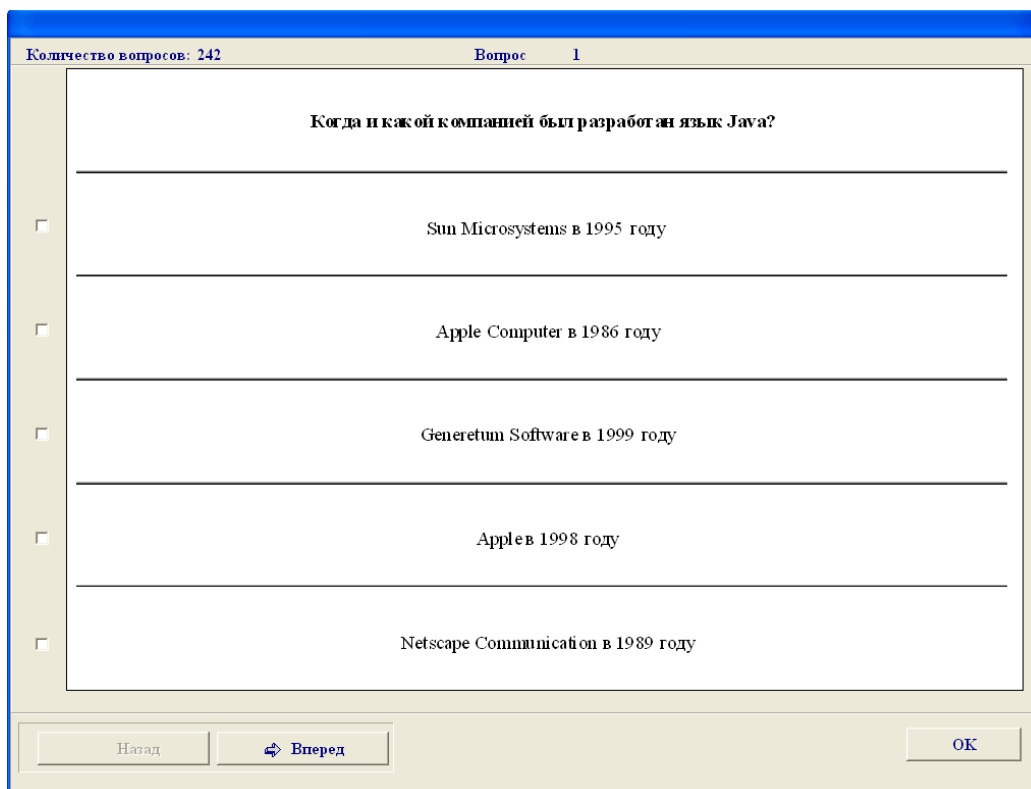 Количество вопросов: 242 Вопрос 1
Когда и какой компанией был разработан язык Java?
Sun Microsystems в 1995 году
Apple Computer в 1986 году
Generetum Software в 1999 году
Apple в 1998 году
Netscape Communication в 1989 году
Назад Вперед OK